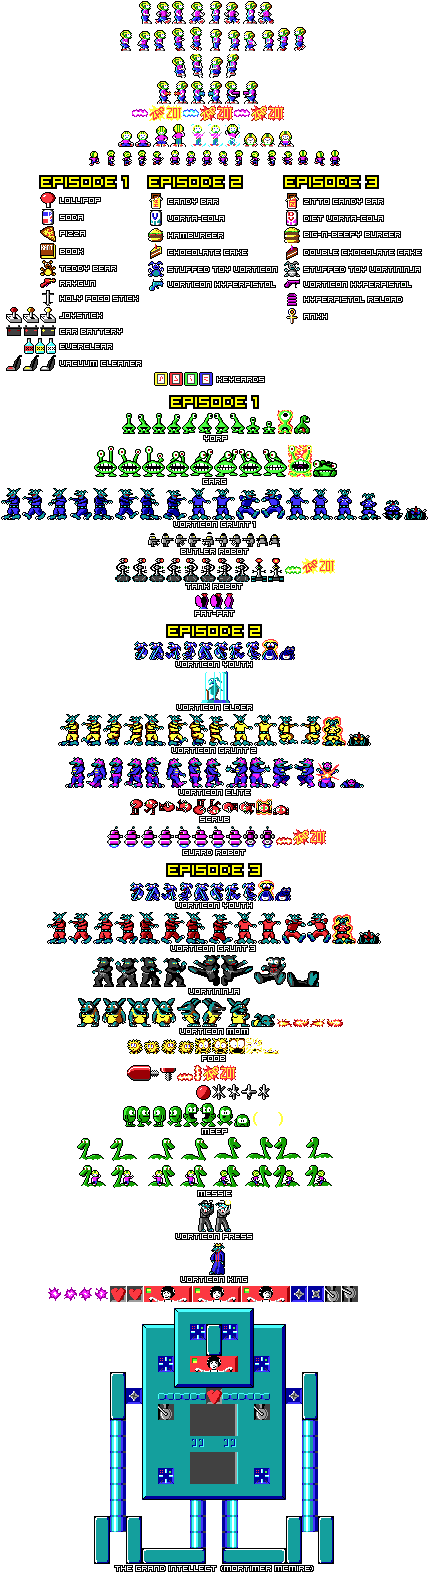 ZOT ZOT ZOT
EPISODE 1 EPISODE 2 EPISODE 3
LOLLIPOP CANDY BAR ZITTO CANDY BAR
SODA VORTA-COLA DIET VORTA-COLA
PIZZA HAMBURGER BIG-N-BEEFY BURGER
BOOK CHOCOLATE CAKE DOUBLE CHOCOLATE CAKE
TEDDY BEAR STUFFED TOY VORTICON STUFFED TOY VORTININJA
RAYGUN VORTICON HYPERPISTOL VORTICON HYPERPISTOL
HOLY POGO STICK HYPERPISTOL RELOAD
JOYSTICK ANKH
CAR BATTERY
EVERCLEAR
VACUUM CLEANER
KEYCARDS
EPISODE 1
YORP
GARG
VORTICON GRUNT 1
BUTLER ROBOT
ZOT
TANK ROBOT
PAT-PAT
EPISODE 2
VORTICON YOUTH
VORTICON ELDER
VORTICON GRUNT 2
VORTICON ELITE
SCRUB
GUARD ROBOT
EPISODE 3
VORTICON YOUTH
VORTICON GRUNT 3
VORTININJA
VORTICON MOM
FOOB
MEEP
MESSIE
VORTICON PRESS
VORTICON KING
THE GRAND INTELLECT (MORTIMER MCMIRE)